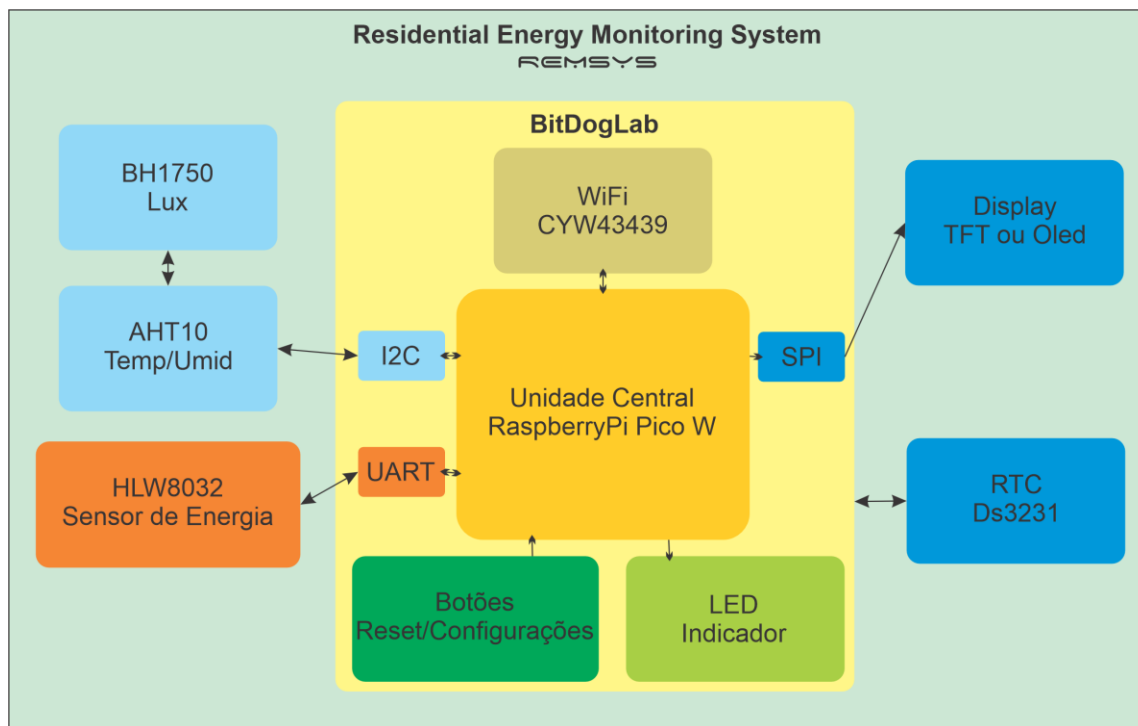 Residential Energy Monitoring System
REMSYS
BitDogLab
BH1750
Lux
WiFi
CYW43439
Display
TFT ou Oled
AHT10
Temp/Umid
I2C
SPI
Unidade Central
RaspberryPi Pico W
UART
HLW8032
Sensor de Energia
RTC
Ds3231
Botões
Reset/Configurações
LED
Indicador